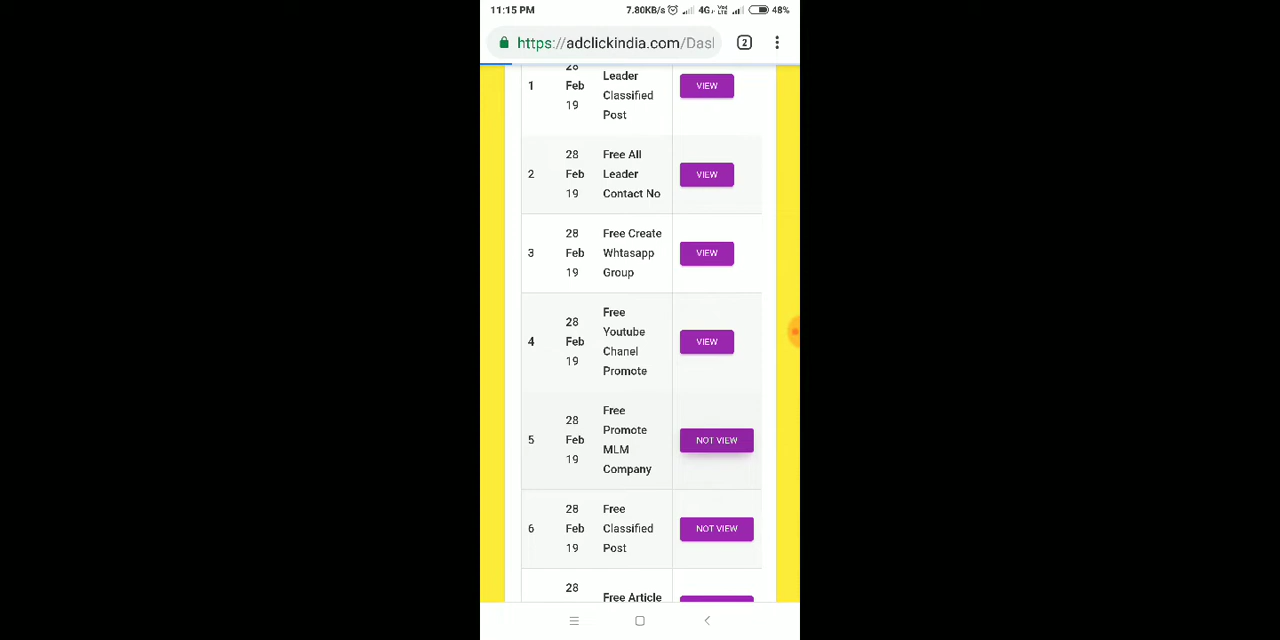 11:15 PM 7.80KB/s 4G VoI LTE 48%
https://adclickindia.com/Dasl 2
28
1 Feb Leader VIEW
19 Classified
Post
28 Free All
2 Feb Leader VIEW
19 Contact No
28 Free Create
3 Feb Whtasapp VIEW
19 Group
Free
28 Youtube
4 Feb Chanel VIEW
19 Promote
Free
28 Promote
5 Feb MLM NOT VIEW
19 Company
28 Free
6 Feb Classified NOT VIEW
19 Post
28
Free Article